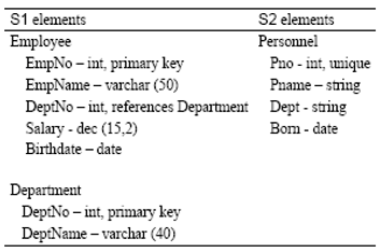 S1 elements S2 elements
Employee Personnel
EmpNo – int, primary key Pno - int, unique
EmpName – varchar (50) Pname – string
DeptNo – int, references Department Dept - string
Salary - dec (15,2) Born - date
Birthdate – date
Department
DeptNo – int, primary key
DeptName – varchar (40)